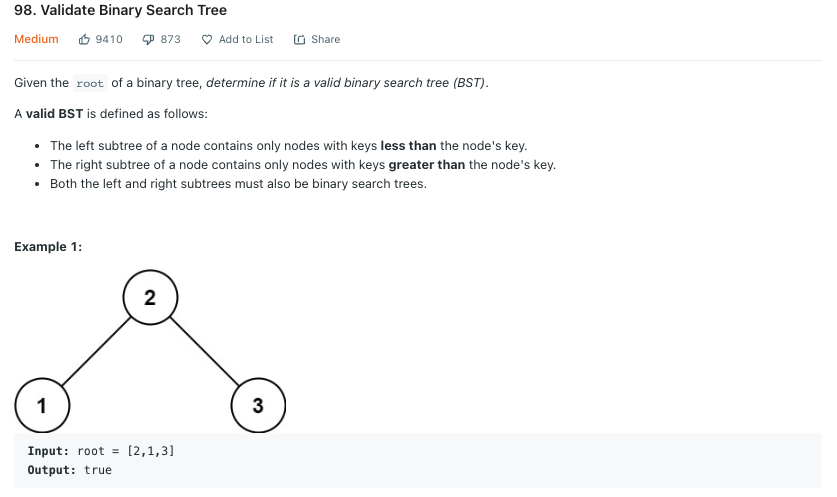 98. Validate Binary Search Tree
Medium 9410 873 Add to List Share
Given the root of a binary tree, determine if it is a valid binary search tree (BST).
A valid BST is defined as follows:
• The left subtree of a node contains only nodes with keys less than the node's key.
• The right subtree of a node contains only nodes with keys greater than the node's key.
• Both the left and right subtrees must also be binary search trees.
Example 1:
2
1 3
Input: root = [2,1,3]
Output: true